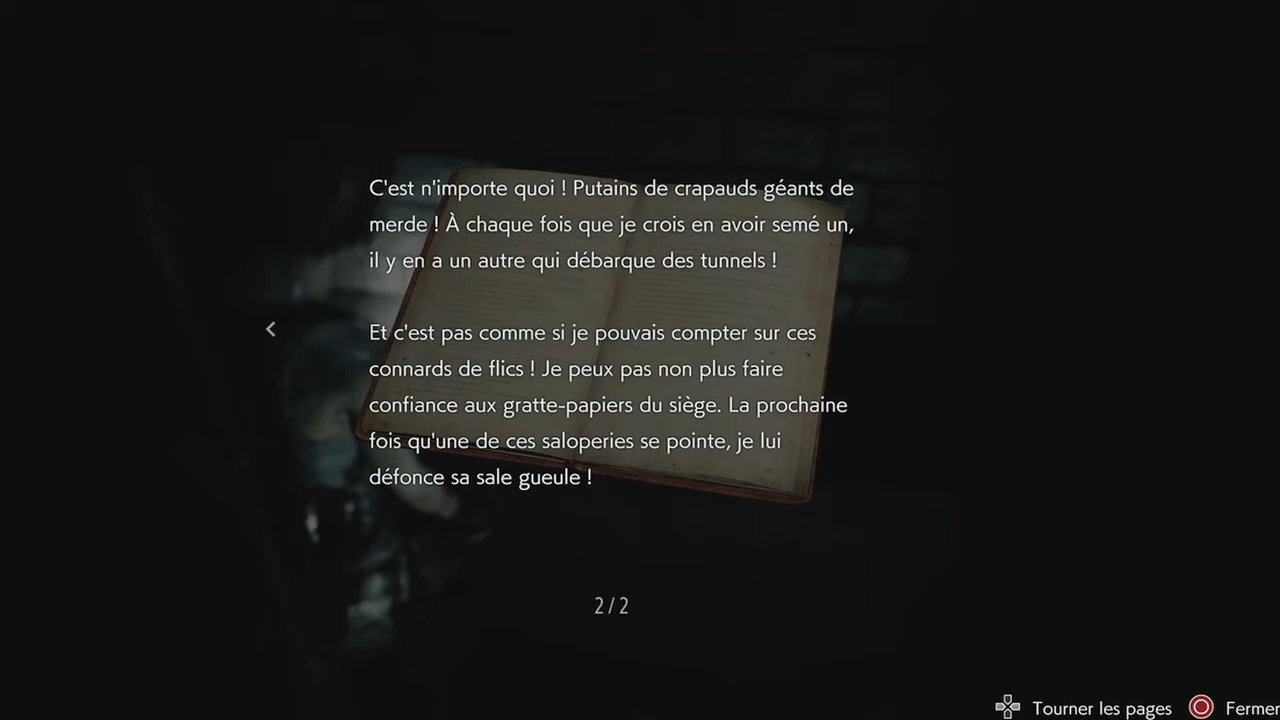 C'est n'importe quoi ! Putains de crapauds géants de
merde ! À chaque fois que je crois en avoir semé un,
il y en a un autre qui débarque des tunnels !
Et c'est pas comme si je pouvais compter sur ces
connards de flics ! Je peux pas non plus faire
confiance aux gratte-papiers du siège. La prochaine
fois qu'une de ces saloperies se pointe, je lui
défonce sa sale gueule !
2 / 2
Tourner les pages Fermer